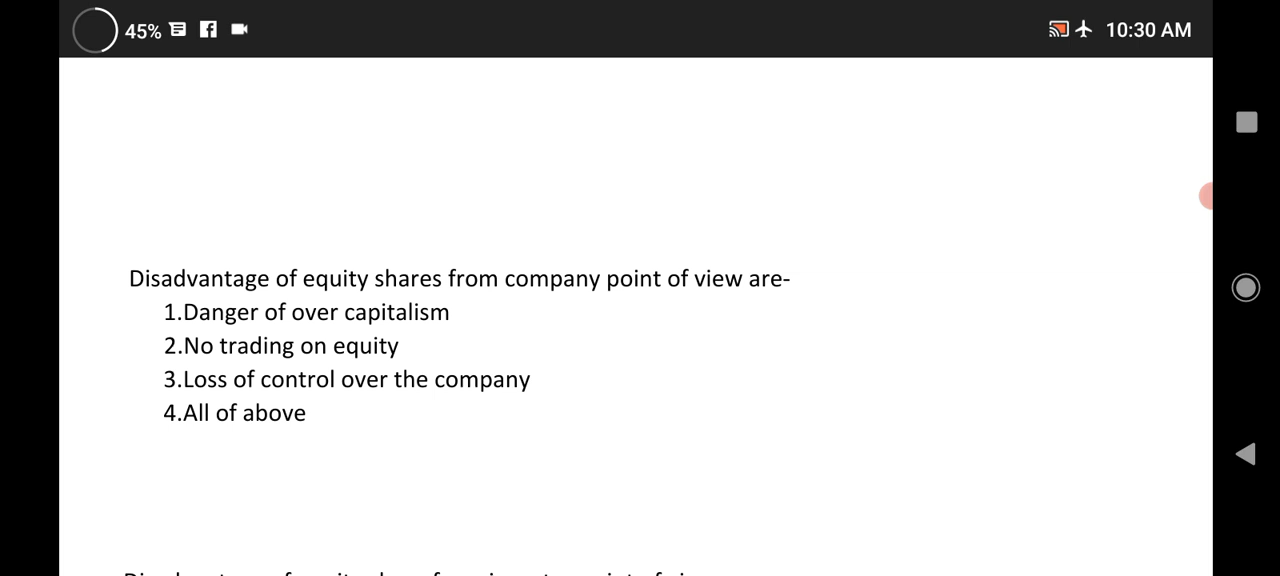 45% 10:30 AM
Disadvantage of equity shares from company point of view are-
1.Danger of over capitalism
2.No trading on equity
3.Loss of control over the company
4.All of above